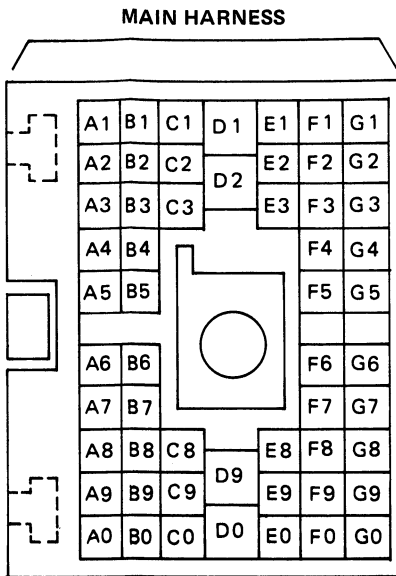 MAIN HARNESS
A1 B1 C1 D1 E1 F1 G1
A2 B2 C2 D2 E2 F2 G2
A3 B3 C3 E3 F3 G3
A4 B4 F4 G4
A5 B5 F5 G5
A6 B6 F6 G6
A7 B7 F7 G7
A8 B8 C8 E8 F8 G8
A9 B9 C9 D9 E9 F9 G9
A0 B0 C0 D0 E0 F0 G0